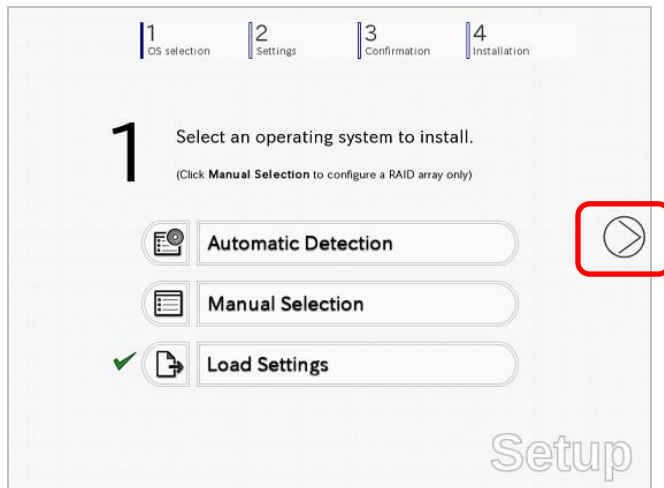 1 2 3 4
OS selection Settings Confirmation Installation
1 Select an operating system to install.
(Click Manual Selection to configure a RAID array only)
Automatic Detection
Manual Selection
Load Settings
Setup